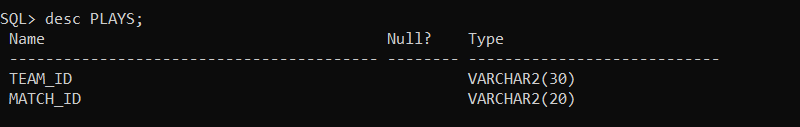 SQL> desc PLAYS;
Name Null? Type
----------------------------------------- -------- ----------------------------
TEAM_ID VARCHAR2(30)
MATCH_ID VARCHAR2(20)